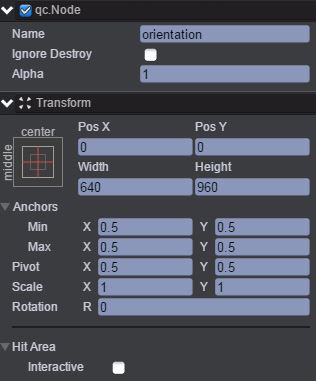 qc.Node
Name orientation
Ignore Destroy
Alpha 1
Transform
center
middle
Pos X Pos Y
0 0
Width Height
640 960
Anchors
Min X 0.5 Y 0.5
Max X 0.5 Y 0.5
Pivot X 0.5 Y 0.5
Scale X 1 Y 1
Rotation R 0
Hit Area
Interactive